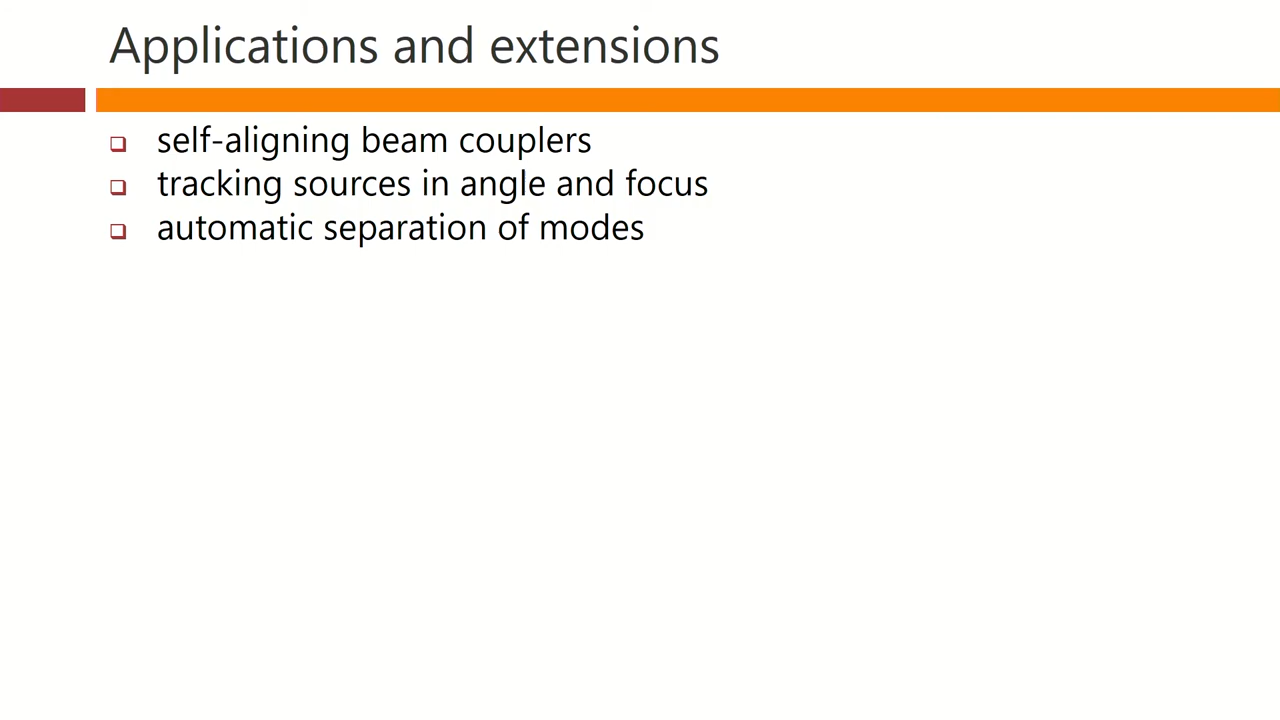 Applications and extensions
self-aligning beam couplers
tracking sources in angle and focus
automatic separation of modes